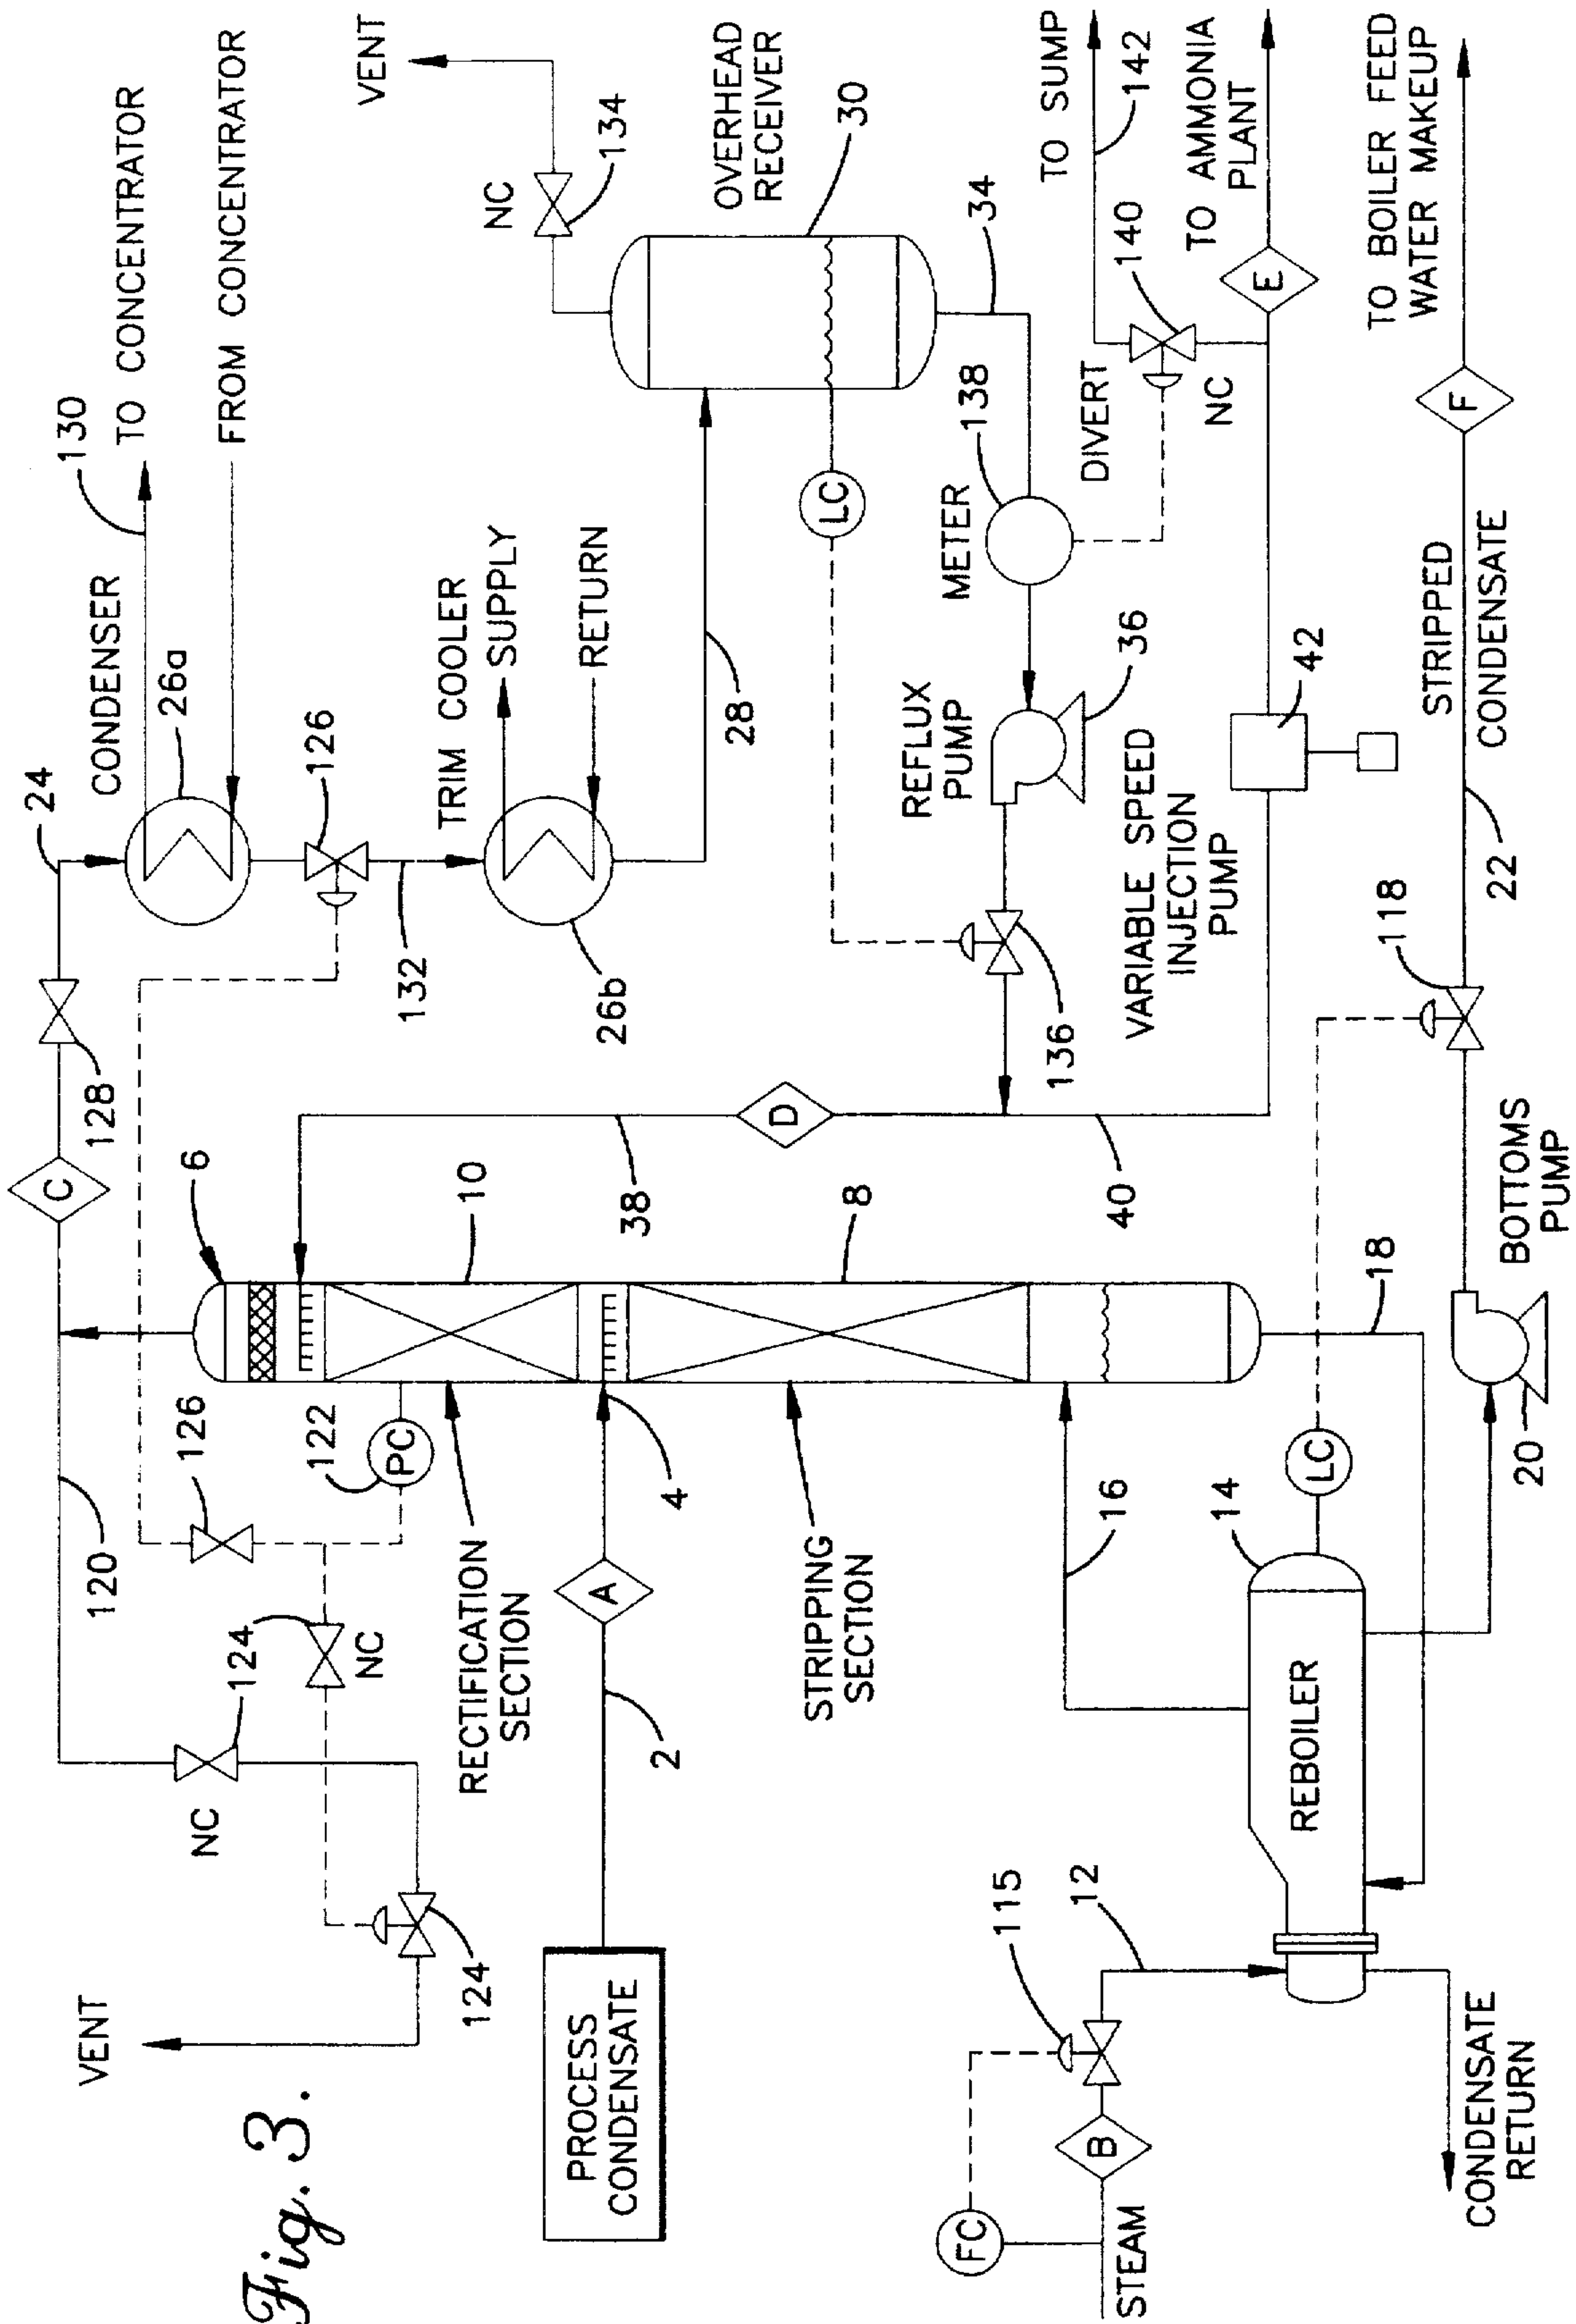 Fig. 3.
VENT
NC
124
124
NC
124
120
126
122
PC
6
C
128
24
CONDENSER
26a
130
TO CONCENTRATOR
FROM CONCENTRATOR
126
132
TRIM COOLER
SUPPLY
RETURN
26b
28
VENT
NC
134
OVERHEAD
RECEIVER
30
LC
34
METER
138
DIVERT
140
NC
TO SUMP
142
TO AMMONIA
PLANT
E
REFLUX
PUMP
36
136
VARIABLE SPEED
INJECTION
PUMP
42
D
38
40
10
8
RECTIFICATION
SECTION
4
A
2
PROCESS
CONDENSATE
STRIPPING
SECTION
16
14
REBOILER
LC
18
BOTTOMS
PUMP
20
118
22
STRIPPED
CONDENSATE
F
TO BOILER FEED
WATER MAKEUP
115
12
FC
B
STEAM
CONDENSATE
RETURN